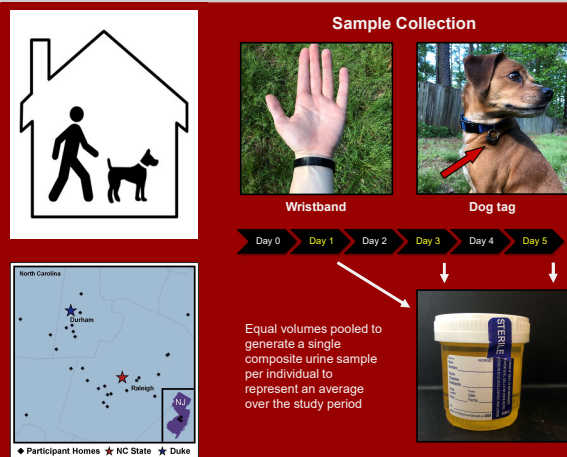 Sample Collection
Wristband
Dog tag
Day 0
Day 1
Day 2
Day 3
Day 4
Day 5
North Carolina
Durham
Raleigh
NJ
Participant Homes
NC State
Duke
Equal volumes pooled to
generate a single
composite urine sample
per individual to
represent an average
over the study period
STERILE